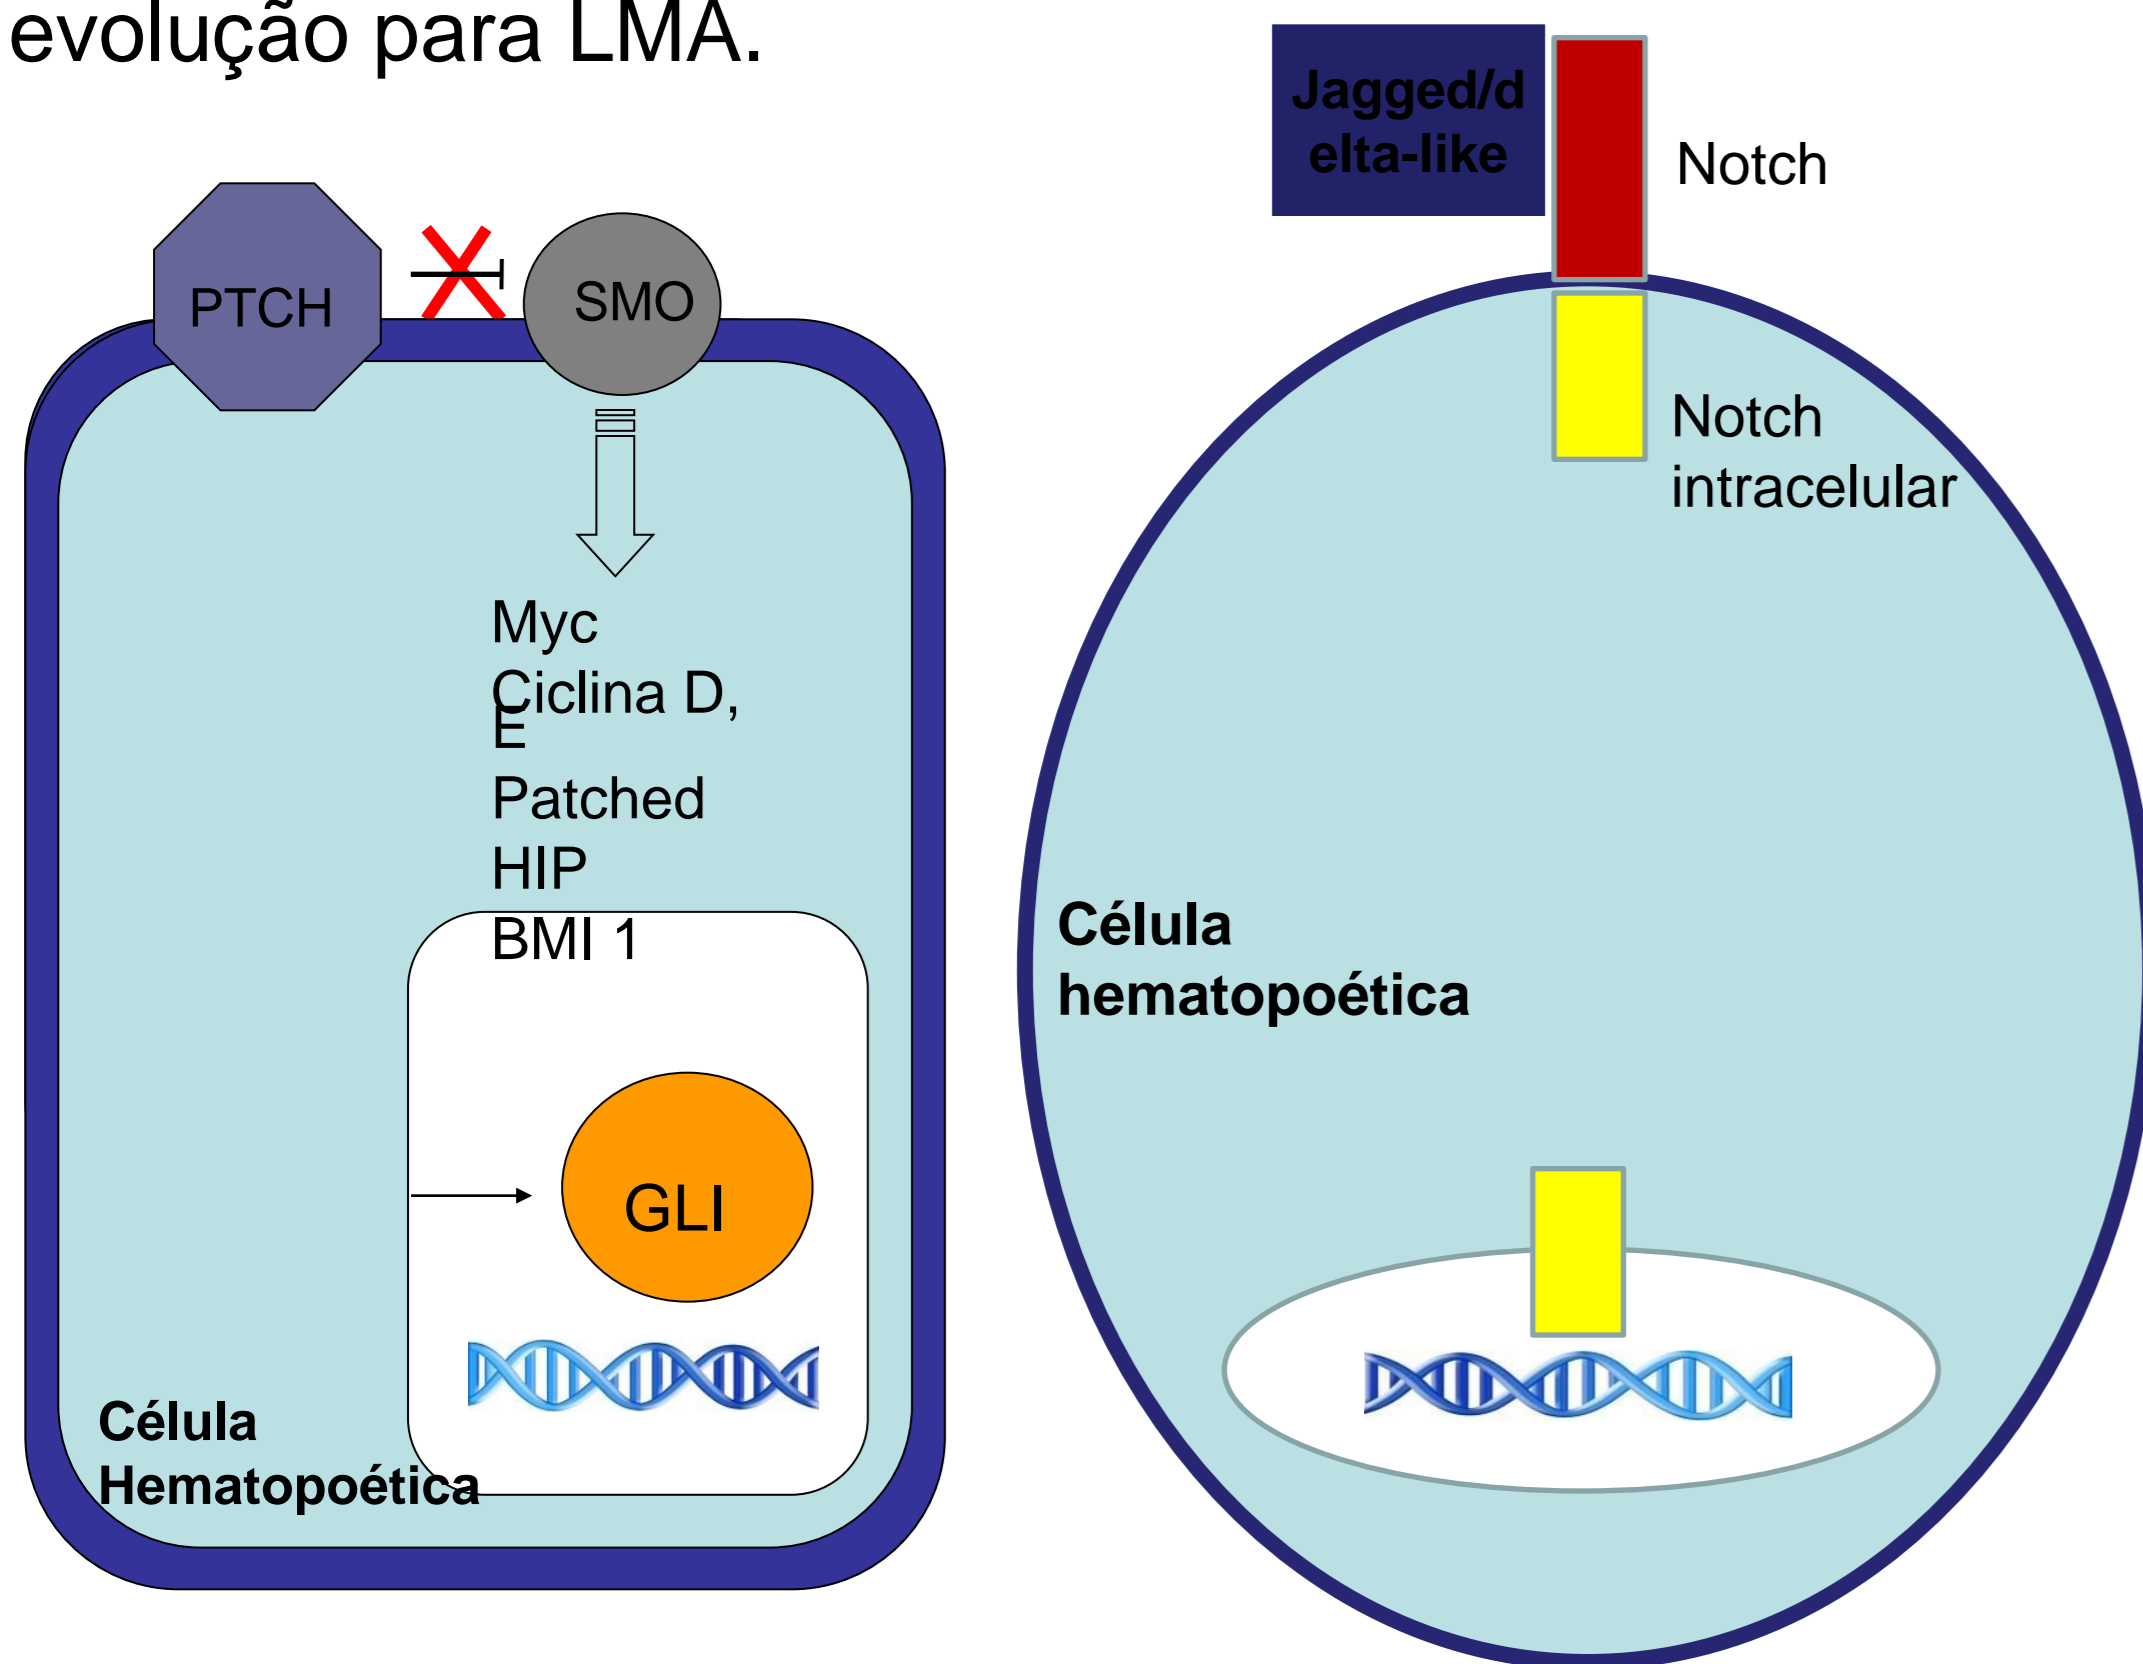 evolução para LMA.
PTCH
SMO
Myc
Ciclina D,
E
Patched
HIP
BMI 1
GLI
Célula
Hematopoética
Jagged/d
elta-like
Notch
Notch
intracelular
Célula
hematopoética